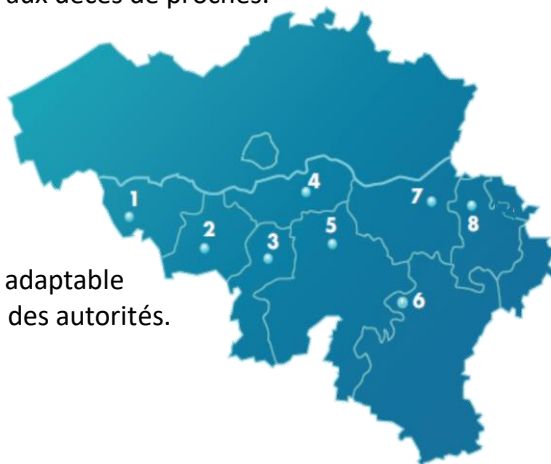 aux décès de proches.
4
7
1
8
2
5
3
adaptable
6
des autorités.